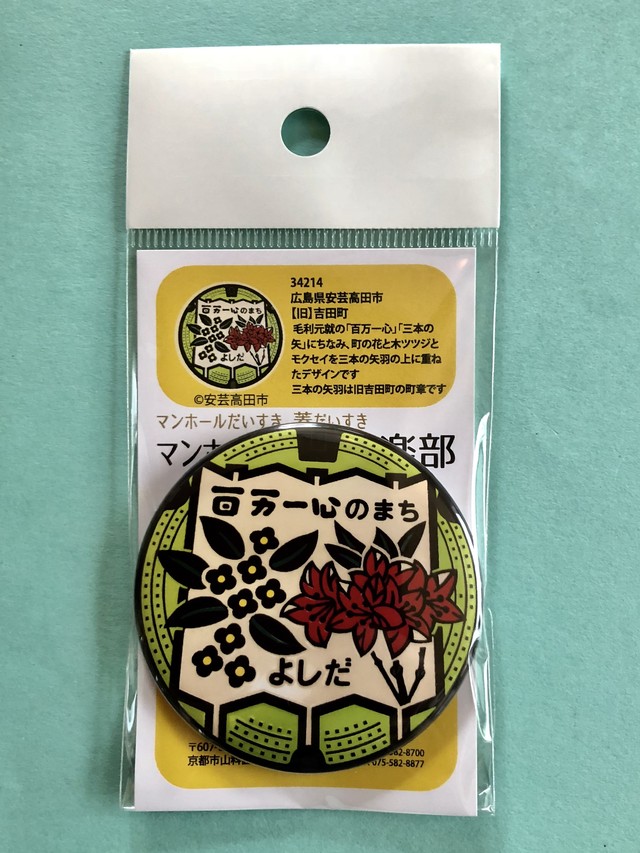 百万一心のまち
よしだ
34214
広島県安芸高田市
【旧】吉田町
毛利元就の「百万一心」「三本の
矢」にちなみ、町の花と木ツツジと
モクセイを三本の矢羽の上に重ね
たデザインです
三本の矢羽は旧吉田町の町章です
©安芸高田市
マンホールだいすき 蓋だいすき
マンホ
楽部
百万一心のまち
よしだ
〒607-
京都市山科
582-8700
075-582-8877